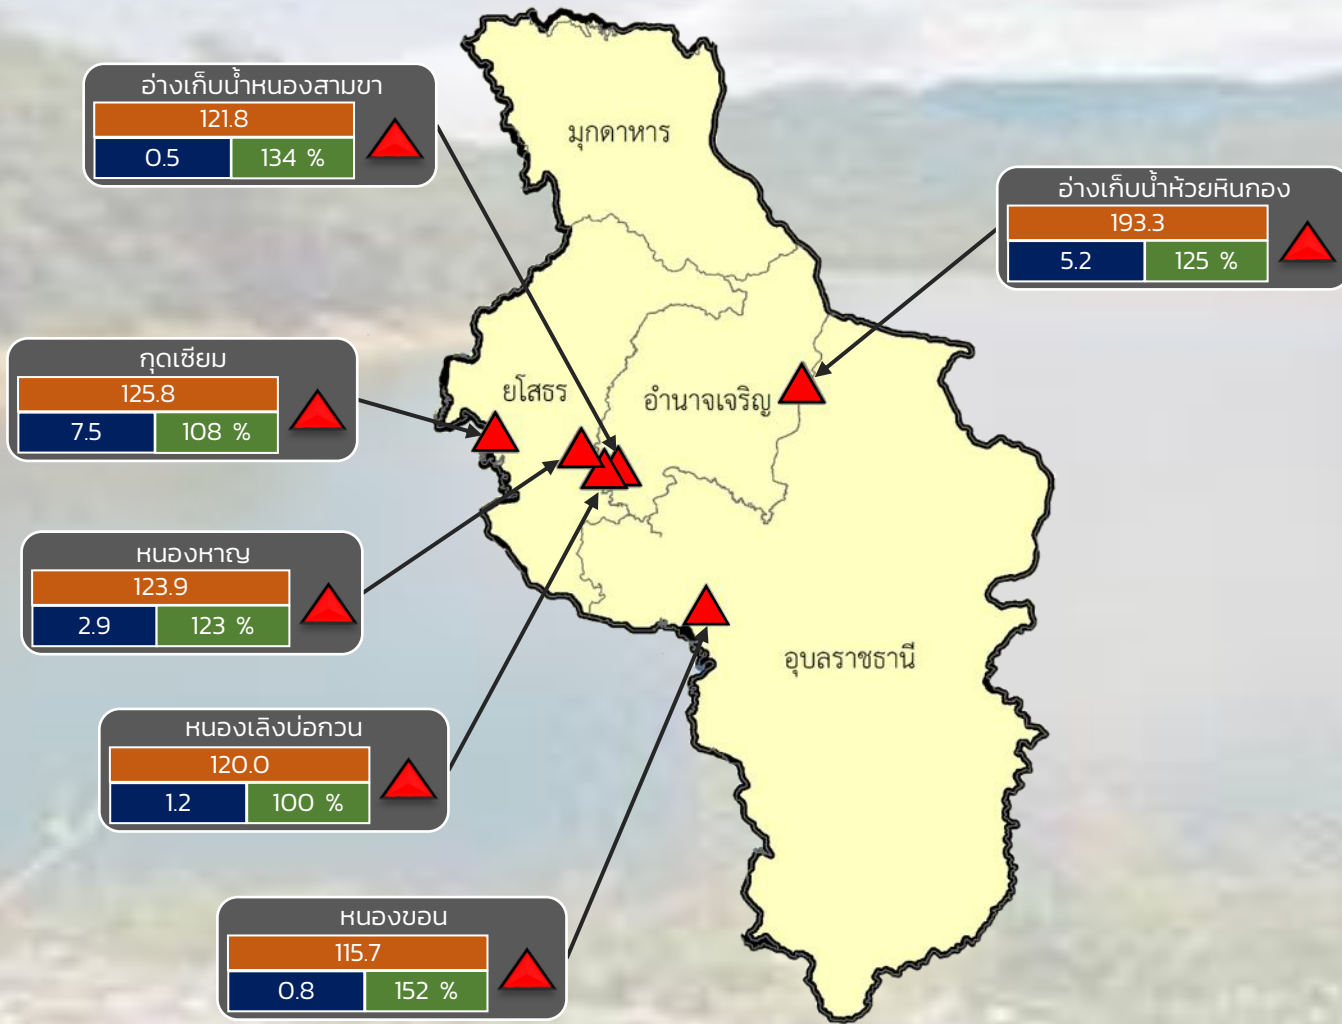 อ่างเก็บน้ำหนองสามขา
121.8
0.5 134 %
มุกดาหาร
อ่างเก็บน้ำห้วยหินกอง
193.3
5.2 125 %
กุดเซียม
125.8
7.5 108 %
ยโสธร
อำนาจเจริญ
หนองหาญ
123.9
2.9 123 %
อุบลราชธานี
หนองเลิงบ่อกวน
120.0
1.2 100 %
หนองขอน
115.7
0.8 152 %